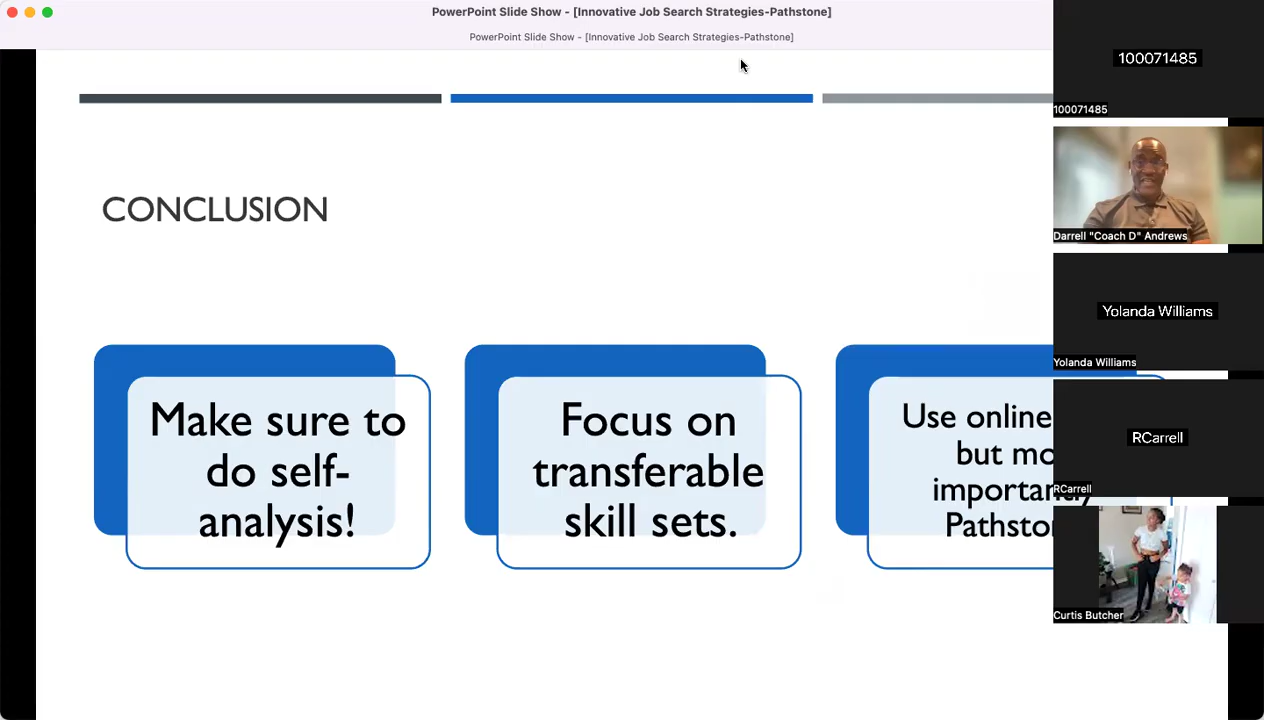 PowerPoint Slide Show - [Innovative Job Search Strategies-Pathstone]
PowerPoint Slide Show - [Innovative Job Search Strategies-Pathstone]
CONCLUSION
Make sure to
do self-
analysis!
Focus on
transferable
skill sets.
Use online
but
importantly
100071485
100071485
Darrell "Coach D" Andrews
Yolanda Williams
Yolanda Williams
RCarrell
RCarrell
Curtis Butcher